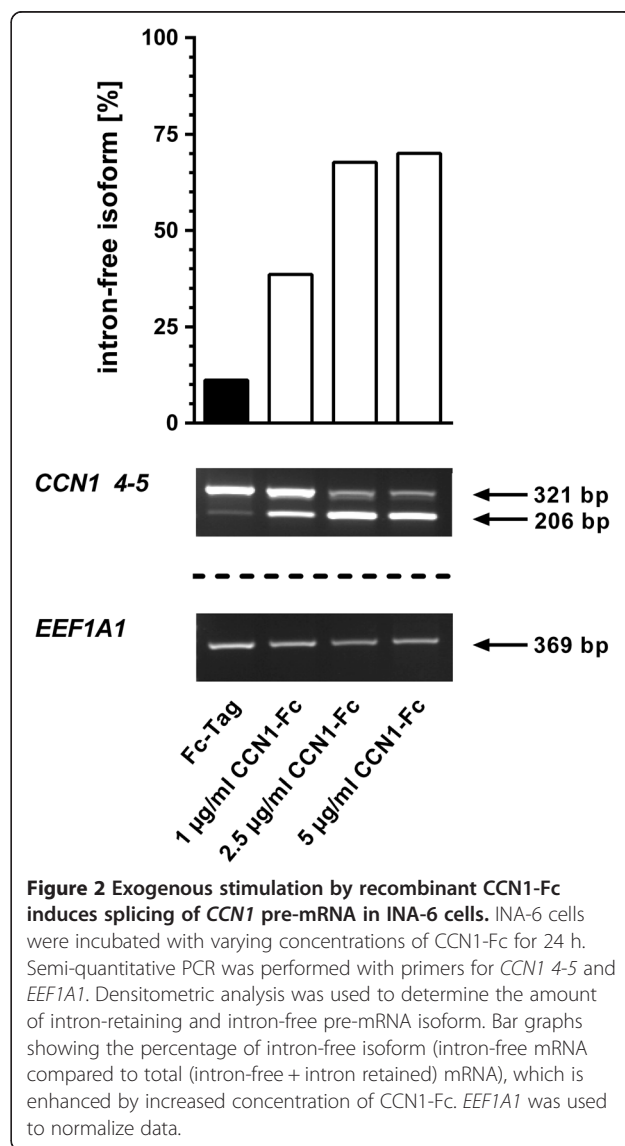 100
75
50
25
0
intron-free isoform [%]
CCN1 4-5
321 bp
206 bp
EEF1A1
369 bp
Fc-Tag
1 µg/ml CCN1-Fc
2.5 µg/ml CCN1-Fc
5 µg/ml CCN1-Fc
Figure 2 Exogenous stimulation by recombinant CCN1-Fc
induces splicing of CCN1 pre-mRNA in INA-6 cells. INA-6 cells
were incubated with varying concentrations of CCN1-Fc for 24 h.
Semi-quantitative PCR was performed with primers for CCN1 4-5 and
EEF1A1. Densitometric analysis was used to determine the amount
of intron-retaining and intron-free pre-mRNA isoform. Bar graphs
showing the percentage of intron-free isoform (intron-free mRNA
compared to total (intron-free + intron retained) mRNA), which is
enhanced by increased concentration of CCN1-Fc. EEF1A1 was used
to normalize data.